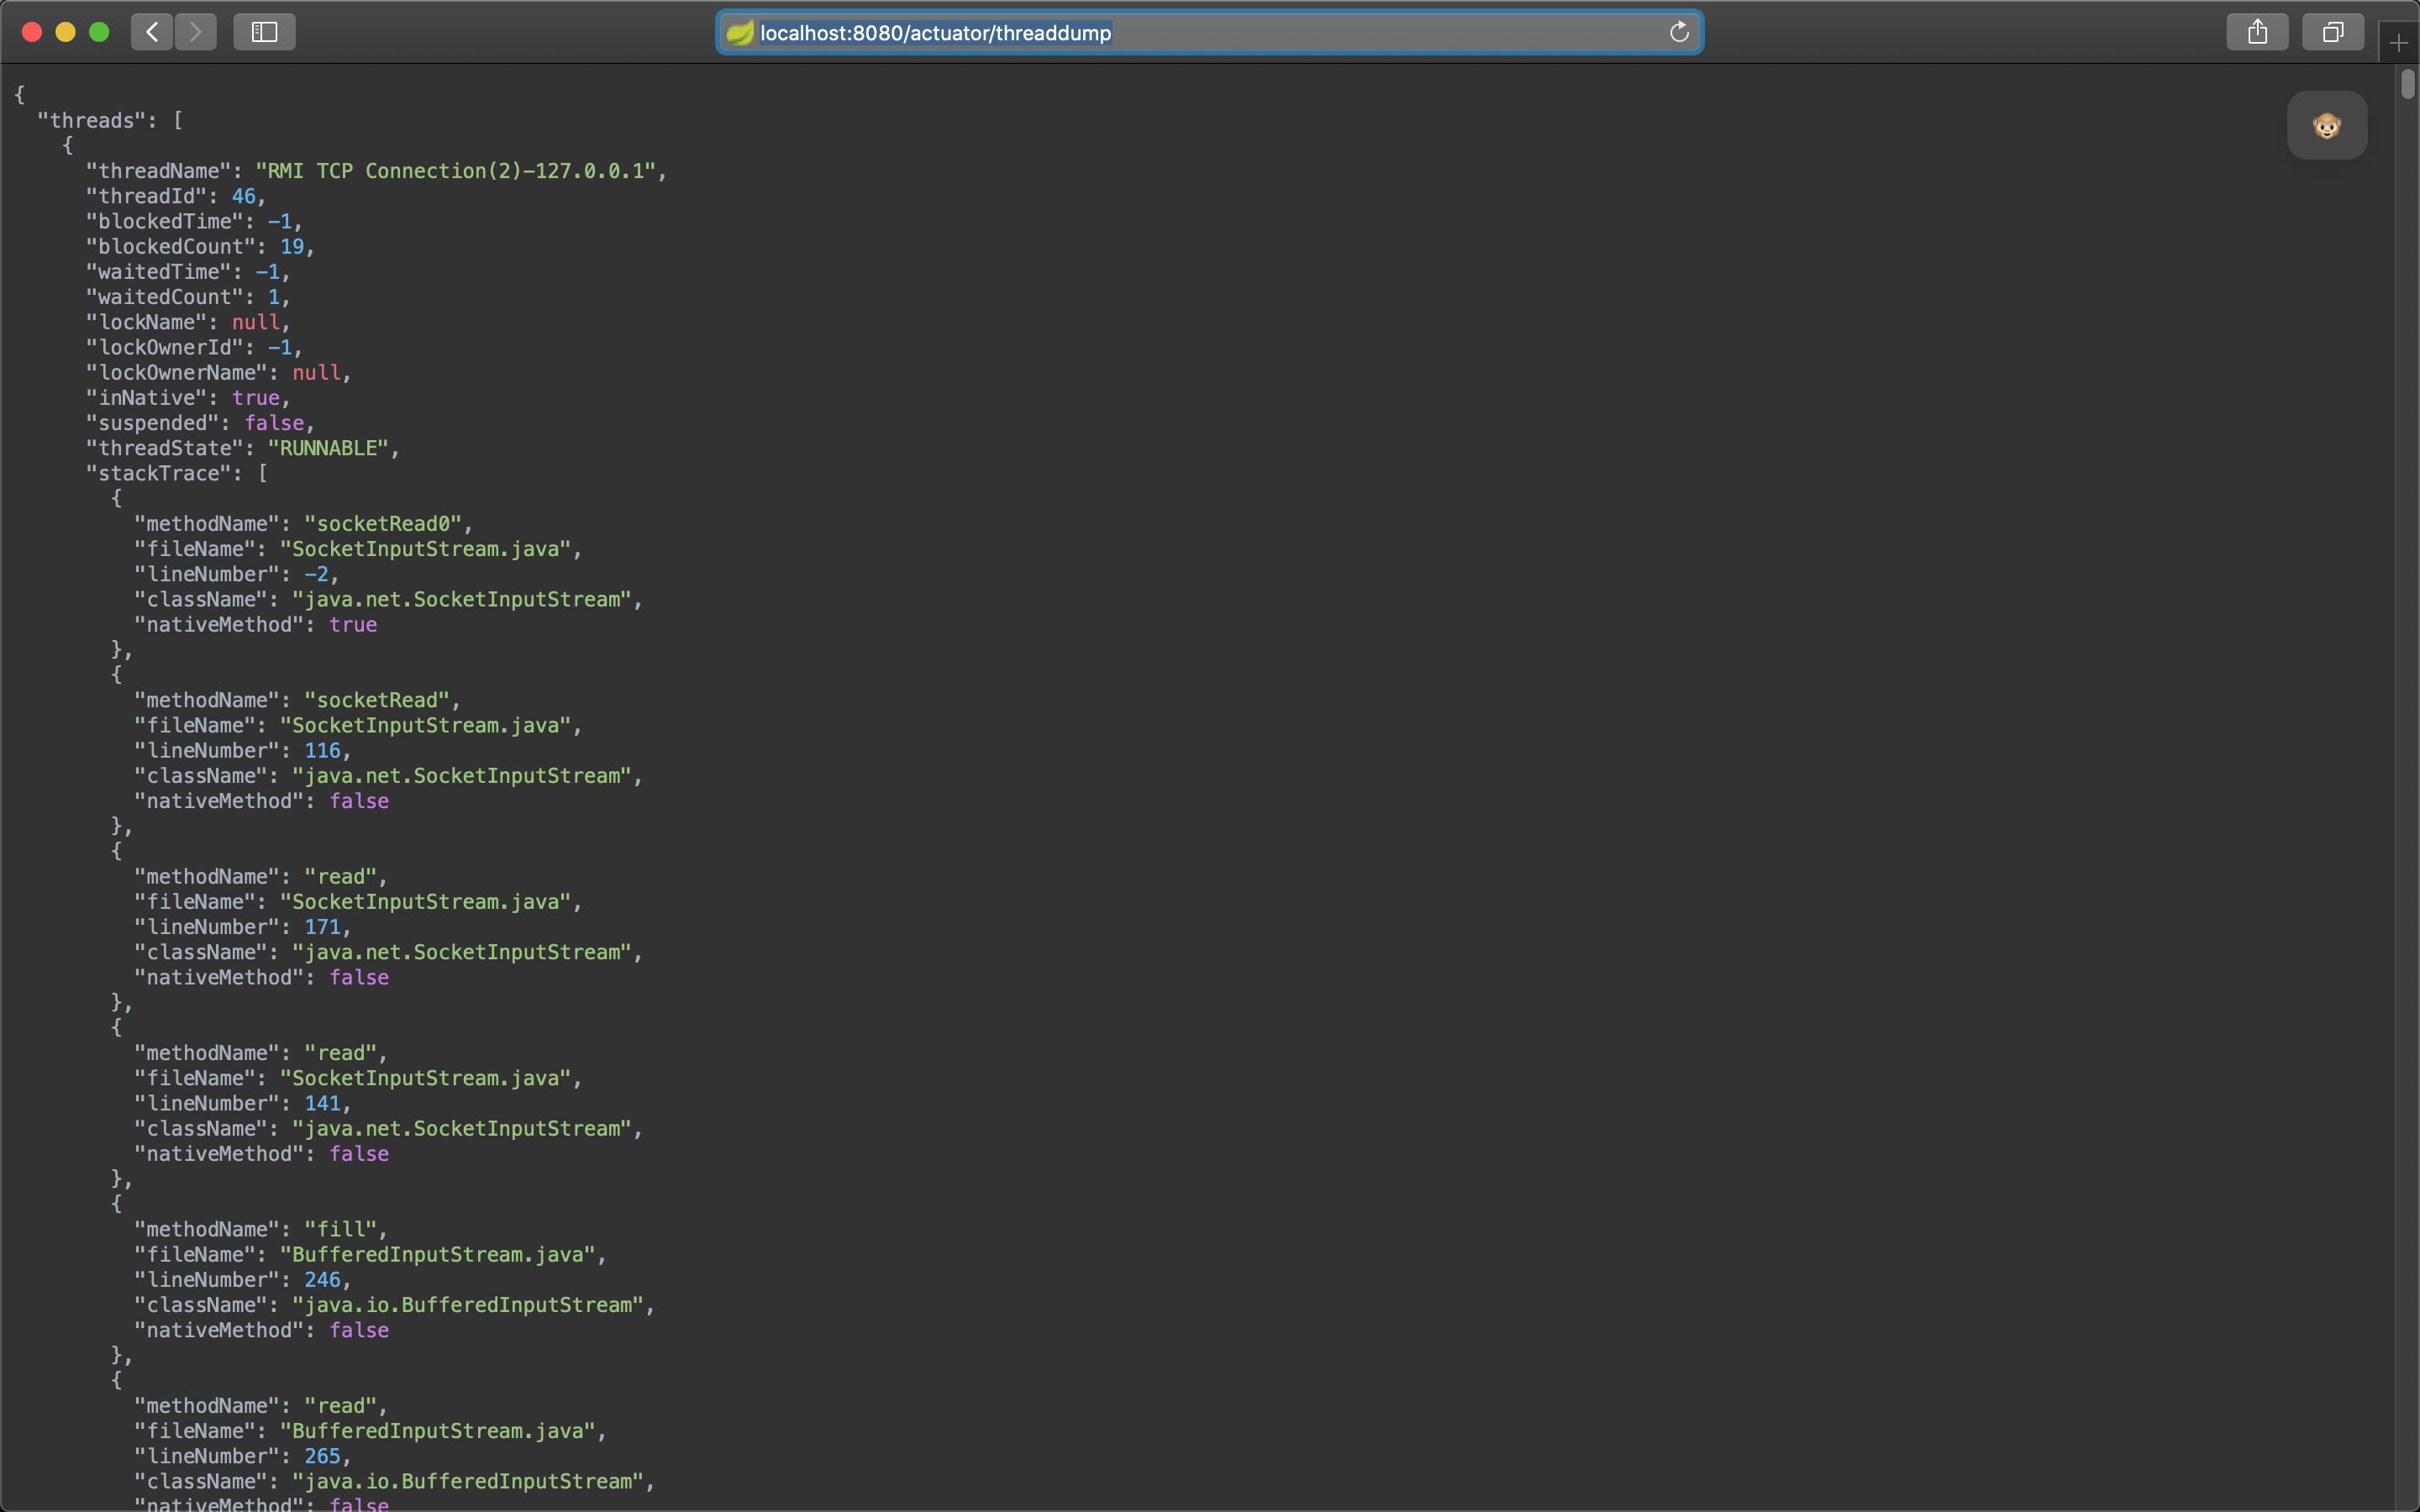 localhost:8080/actuator/threaddump
{
  "threads": [
    {
      "threadName": "RMI TCP Connection(2)-127.0.0.1",
      "threadId": 46,
      "blockedTime": -1,
      "blockedCount": 19,
      "waitedTime": -1,
      "waitedCount": 1,
      "lockName": null,
      "lockOwnerId": -1,
      "lockOwnerName": null,
      "inNative": true,
      "suspended": false,
      "threadState": "RUNNABLE",
      "stackTrace": [
        {
          "methodName": "socketRead0",
          "fileName": "SocketInputStream.java",
          "lineNumber": -2,
          "className": "java.net.SocketInputStream",
          "nativeMethod": true
        },
        {
          "methodName": "socketRead",
          "fileName": "SocketInputStream.java",
          "lineNumber": 116,
          "className": "java.net.SocketInputStream",
          "nativeMethod": false
        },
        {
          "methodName": "read",
          "fileName": "SocketInputStream.java",
          "lineNumber": 171,
          "className": "java.net.SocketInputStream",
          "nativeMethod": false
        },
        {
          "methodName": "read",
          "fileName": "SocketInputStream.java",
          "lineNumber": 141,
          "className": "java.net.SocketInputStream",
          "nativeMethod": false
        },
        {
          "methodName": "fill",
          "fileName": "BufferedInputStream.java",
          "lineNumber": 246,
          "className": "java.io.BufferedInputStream",
          "nativeMethod": false
        },
        {
          "methodName": "read",
          "fileName": "BufferedInputStream.java",
          "lineNumber": 265,
          "className": "java.io.BufferedInputStream",
          "nativeMethod": false